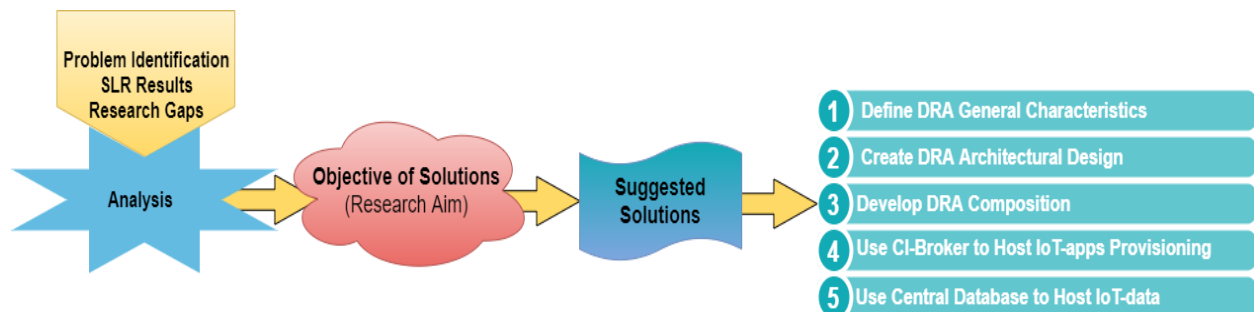 Problem Identification
SLR Results
Research Gaps
Analysis
Objective of Solutions
(Research Aim)
Suggested
Solutions
1 Define DRA General Characteristics
2 Create DRA Architectural Design
3 Develop DRA Composition
4 Use CI-Broker to Host IoT-apps Provisioning
5 Use Central Database to Host IoT-data